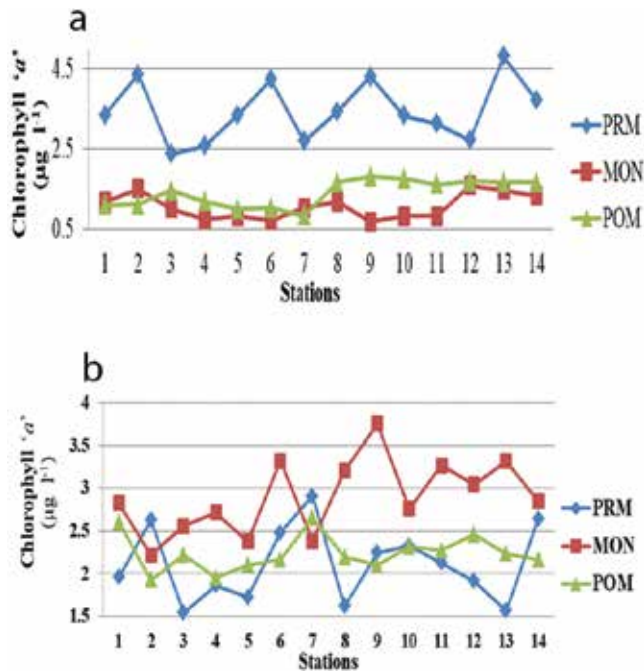 a
Chlorophyll ‘a’
(µg l-1)
4.5
2.5
0.5
1 2 3 4 5 6 7 8 9 10 11 12 13 14
Stations
PRM
MON
POM
b
Chlorophyll ‘a’
(µg l-1)
4
3.5
3
2.5
2
1.5
1 2 3 4 5 6 7 8 9 10 11 12 13 14
Stations
PRM
MON
POM